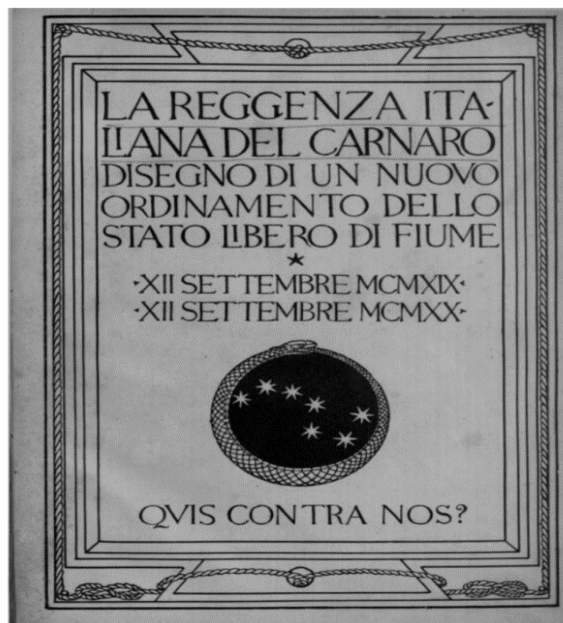 LA REGGENZA ITA-
LIANA DEL CARNARO
DISEGNO DI UN NUOVO
ORDINAMENTO DELLO
STATO LIBERO DI FIUME
★
·XII SETTEMBRE MCMXIX·
·XII SETTEMBRE MCMXX·
QVIS CONTRA NOS?